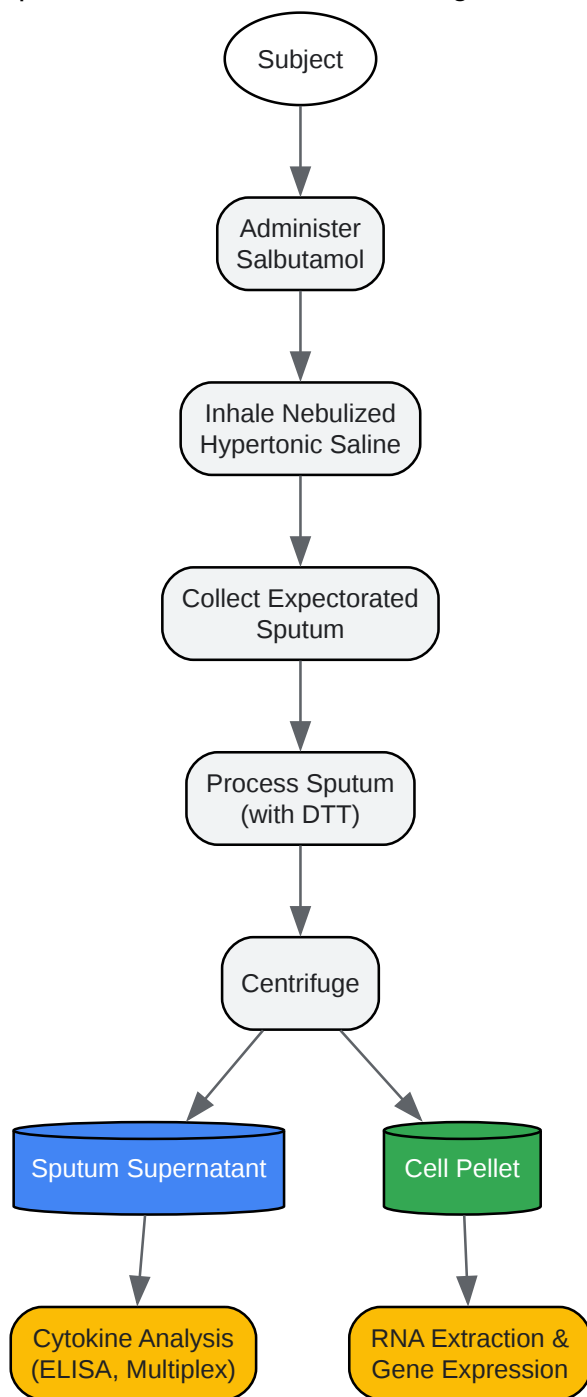 Subject
Administer
Salbutamol
Inhale Nebulized
Hypertonic Saline
Collect Expectorated
Sputum
Process Sputum
(with DTT)
Centrifuge
Sputum Supernatant
Cell Pellet
Cytokine Analysis
(ELISA, Multiplex)
RNA Extraction &
Gene Expression